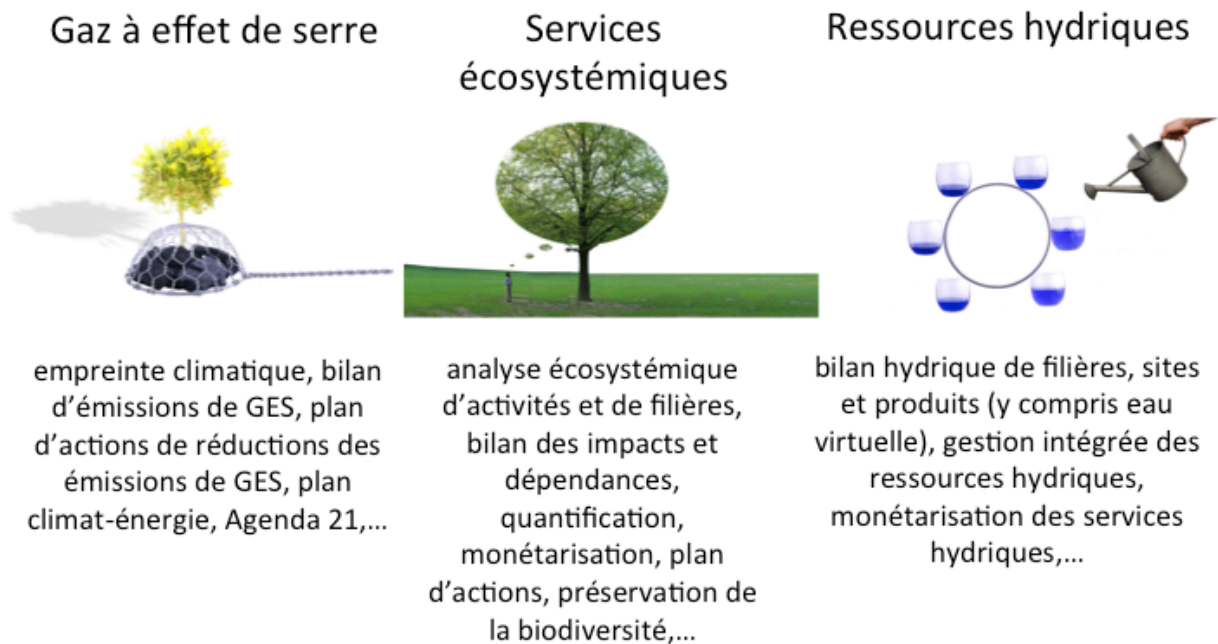 Gaz à effet de serre
empreinte climatique, bilan
d’émissions de GES, plan
d’actions de réductions des
émissions de GES, plan
climat-énergie, Agenda 21,…
Services
écosystémiques
analyse écosystémique
d’activités et de filières,
bilan des impacts et
dépendances,
quantification,
monétarisation, plan
d’actions, préservation de
la biodiversité,…
Ressources hydriques
bilan hydrique de filières, sites
et produits (y compris eau
virtuelle), gestion intégrée des
ressources hydriques,
monétarisation des services
hydriques,…